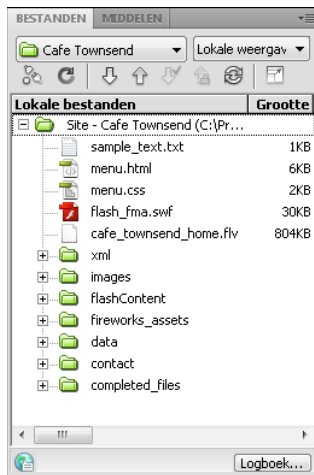 BESTANDEN MIDDELEN
Cafe Townsend Lokale weergav
Lokale bestanden Grootte
Site - Cafe Townsend (C:\Pr...
sample_text.txt 1KB
menu.html 6KB
menu.css 2KB
flash_fma.swf 30KB
cafe_townsend_home.flv 804KB
xml
images
flashContent
fireworks_assets
data
contact
completed_files
Logboek...